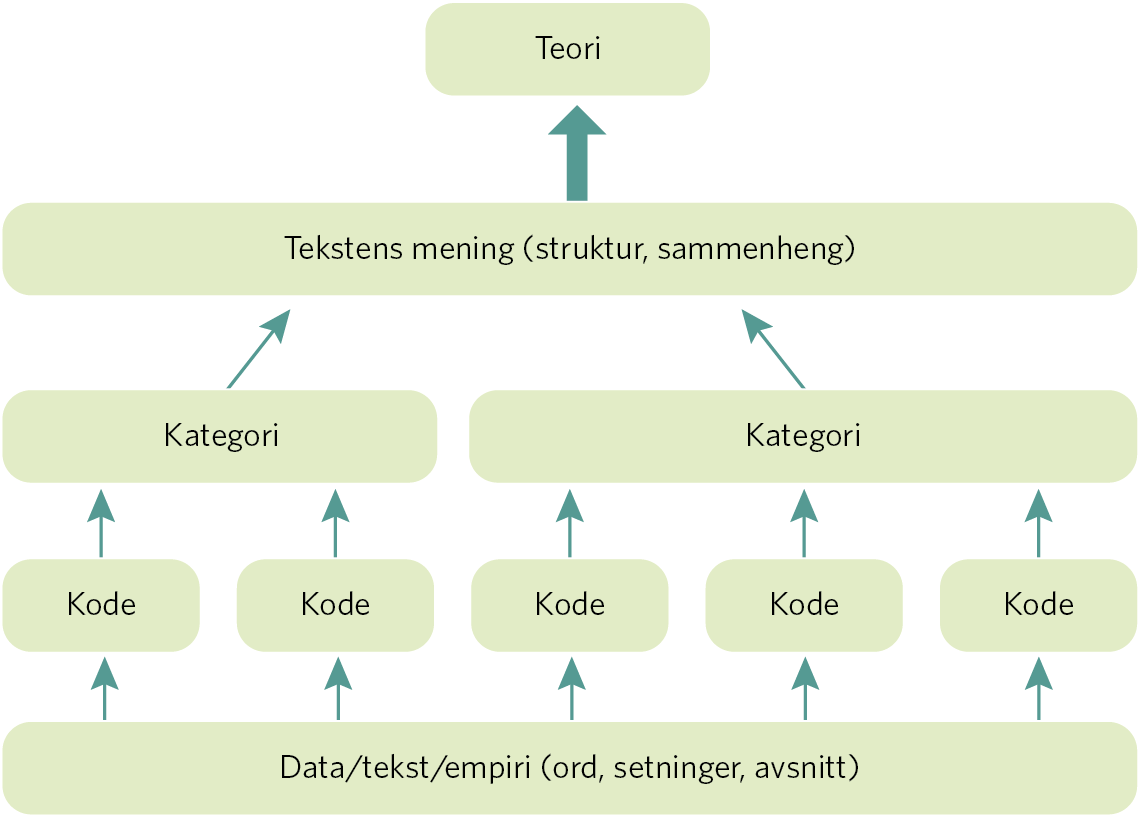 Teori
Tekstens mening (struktur, sammenheng)
Kategori
Kategori
Kode
Kode
Kode
Kode
Kode
Data/tekst/empiri (ord, setninger, avsnitt)